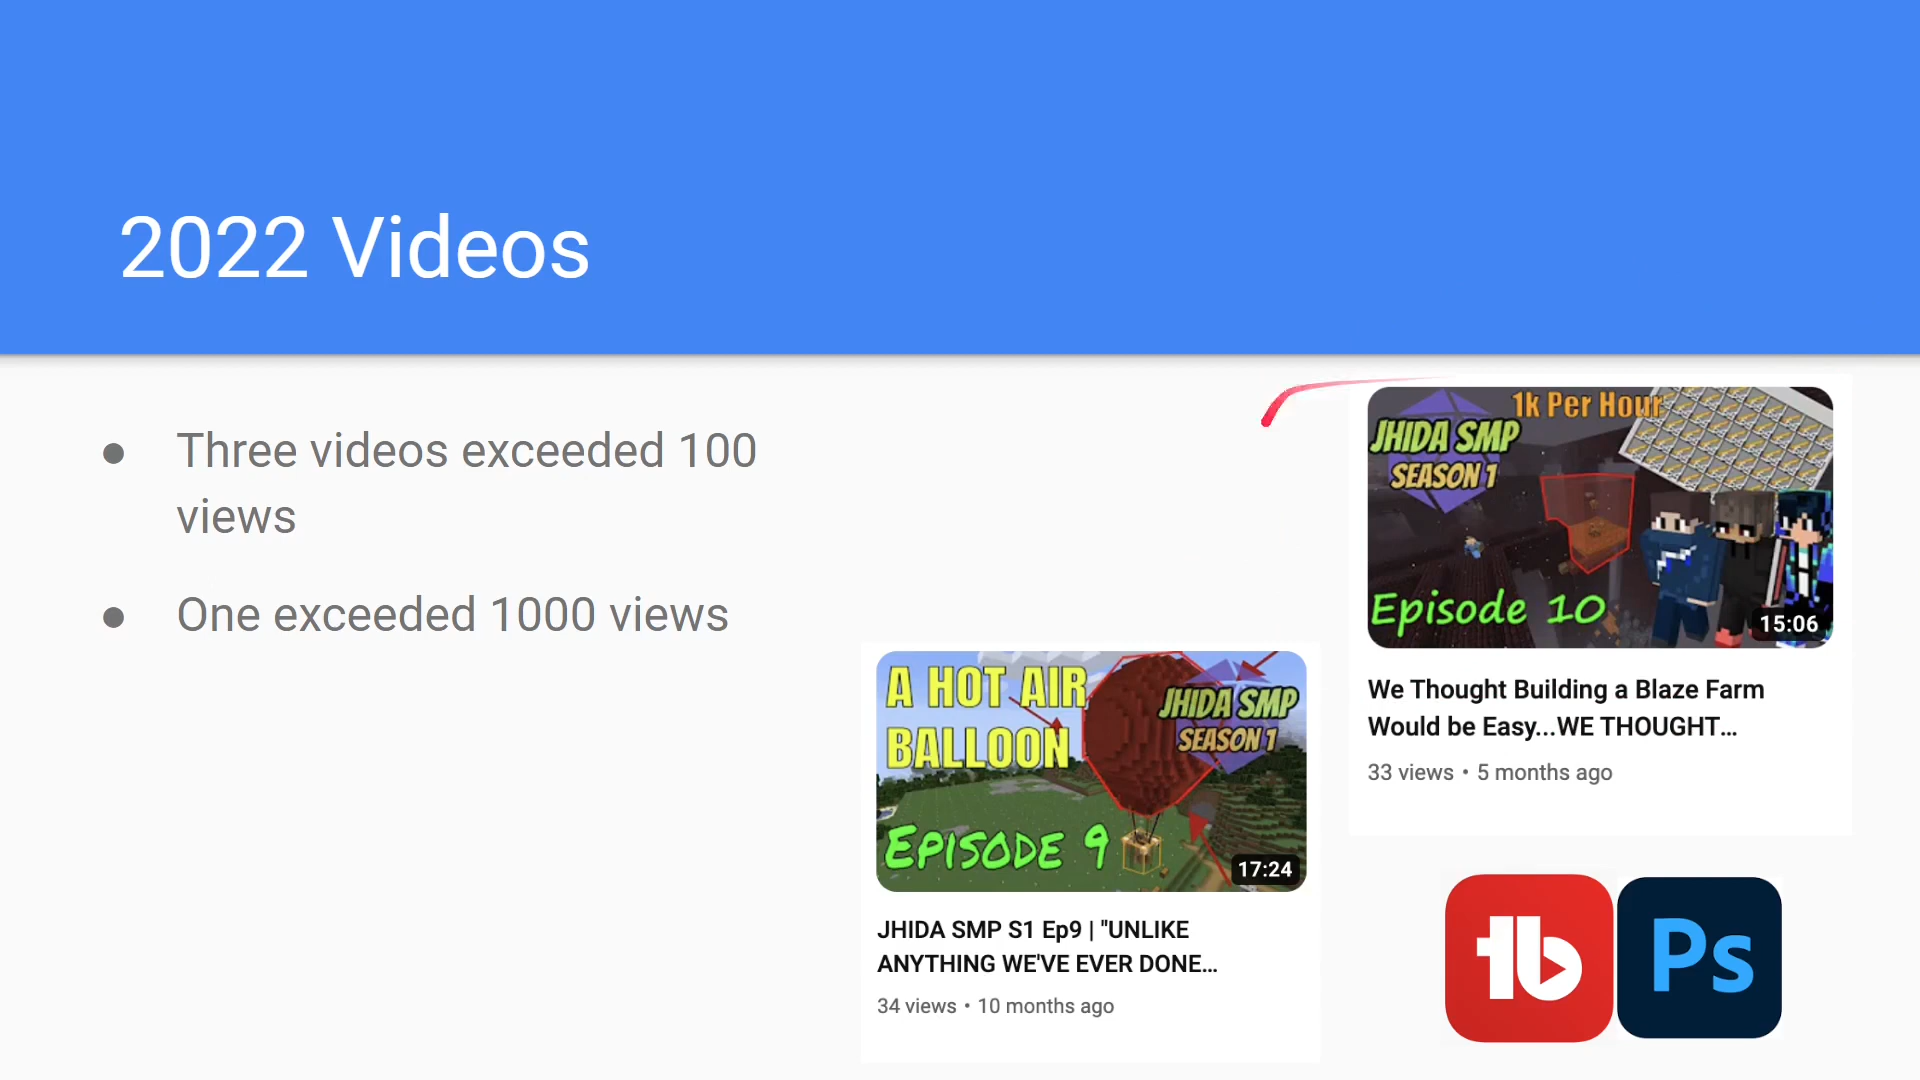 2022 Videos
● Three videos exceeded 100
views
● One exceeded 1000 views
A HOT AIR
BALLOON
JHIDA SMP
SEASON 1
EPISODE 9
17:24
JHIDA SMP S1 Ep9 | "UNLIKE
ANYTHING WE'VE EVER DONE...
34 views • 10 months ago
1k Per Hour
JHIDA SMP
SEASON 1
Episode 10
15:06
We Thought Building a Blaze Farm
Would be Easy...WE THOUGHT...
33 views • 5 months ago
tb
Ps